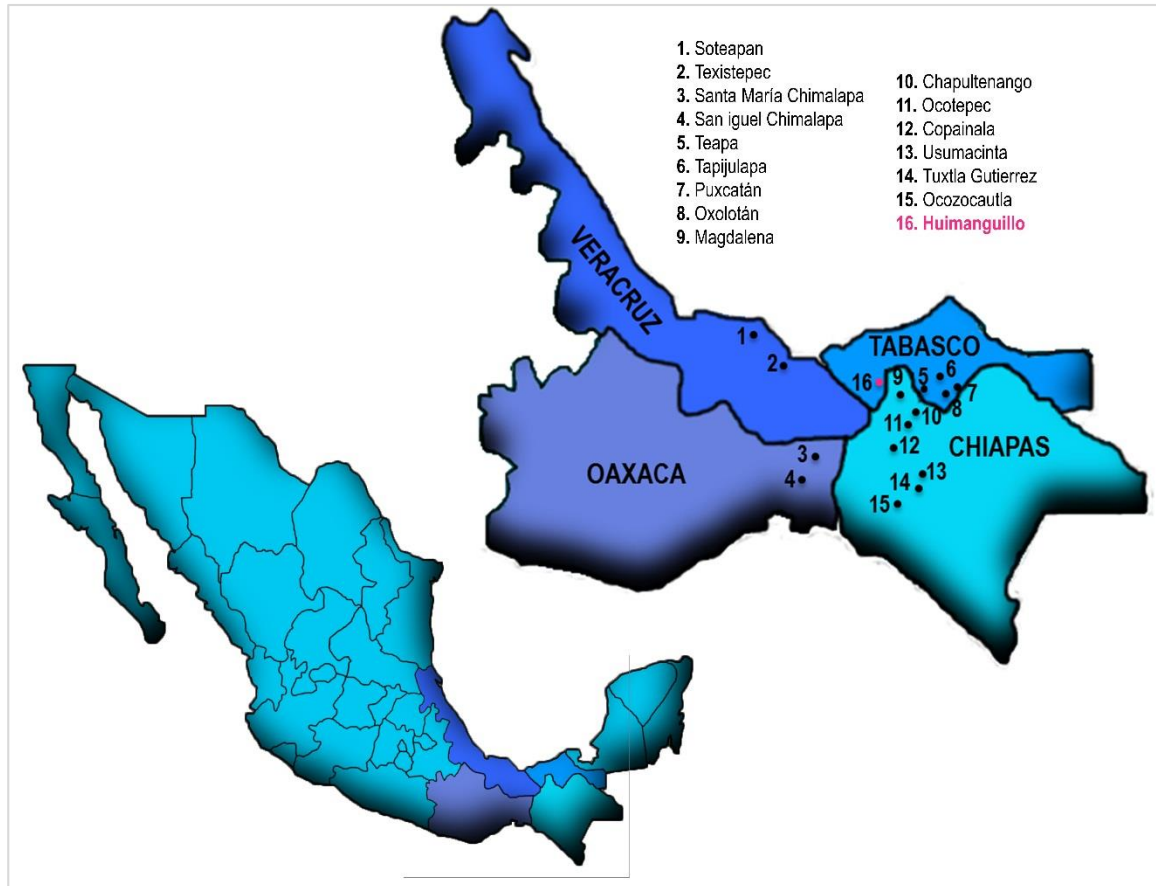 1. Soteapan
2. Texistepec
3. Santa María Chimalapa
4. San iguel Chimalapa
5. Teapa
6. Tapijulapa
7. Puxcatán
8. Oxolotán
9. Magdalena
10. Chapultenango
11. Ocotepec
12. Copainala
13. Usumacinta
14. Tuxtla Gutierrez
15. Ocozocautla
16. Huimanguillo
VERACRUZ
1
2
TABASCO
16
9
5
6
7
8
10
11
12
CHIAPAS
13
14
15
OAXACA
3
4